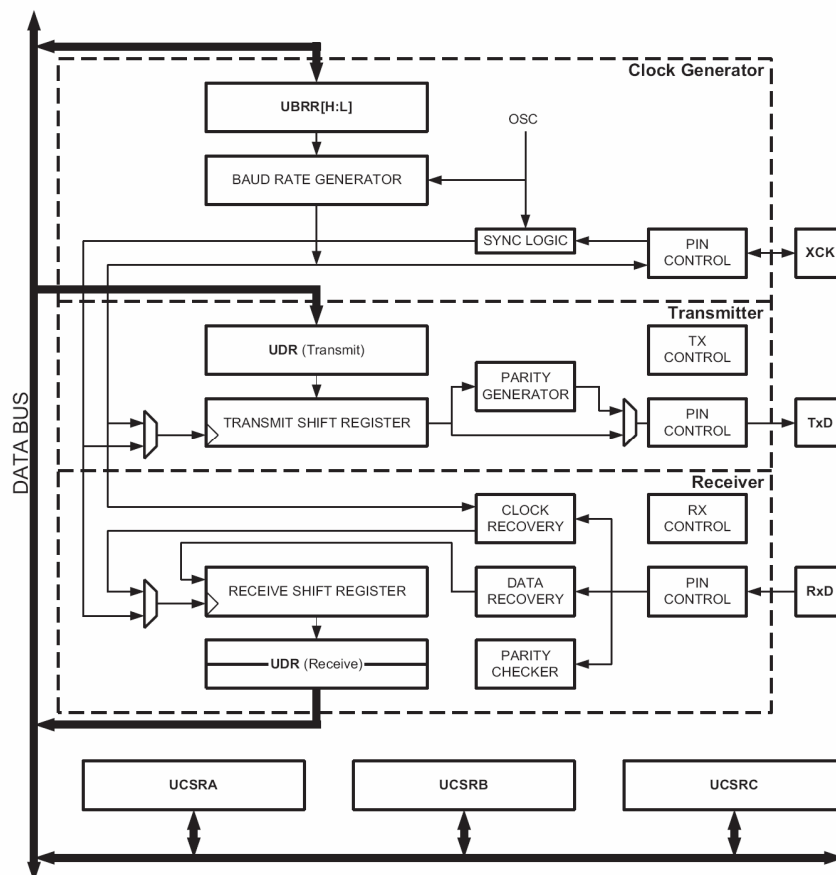 Clock Generator
UBRR[H:L]
OSC
BAUD RATE GENERATOR
SYNC LOGIC
PIN
CONTROL
XCK
Transmitter
UDR (Transmit)
TX
CONTROL
PARITY
GENERATOR
TRANSMIT SHIFT REGISTER
PIN
CONTROL
TxD
DATA BUS
Receiver
CLOCK
RECOVERY
RX
CONTROL
RECEIVE SHIFT REGISTER
DATA
RECOVERY
PIN
CONTROL
RxD
UDR (Receive)
PARITY
CHECKER
UCSRA
UCSRB
UCSRC